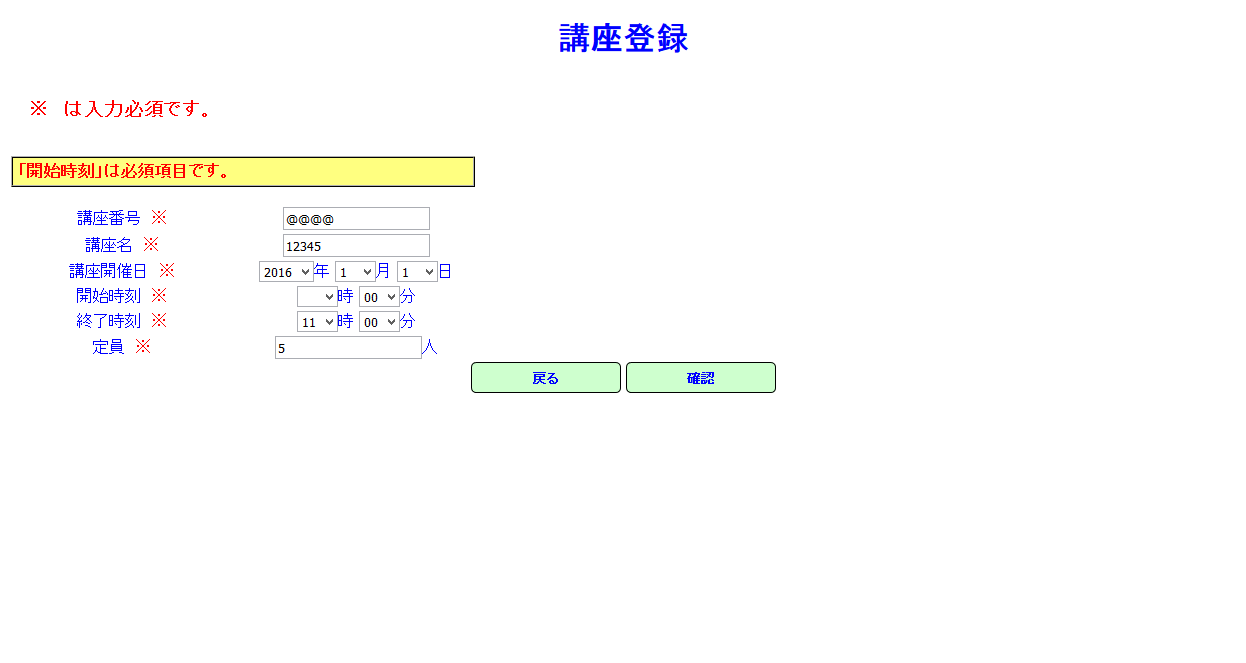 講座登録
※ は入力必須です。
「開始時刻」は必須項目です。
講座番号 ※ @@@@
講座名 ※ 12345
講座開催日 ※ 2016 年 1 月 1 日
開始時刻 ※ 時 00 分
終了時刻 ※ 11 時 00 分
定員 ※ 5 人
戻る 確認